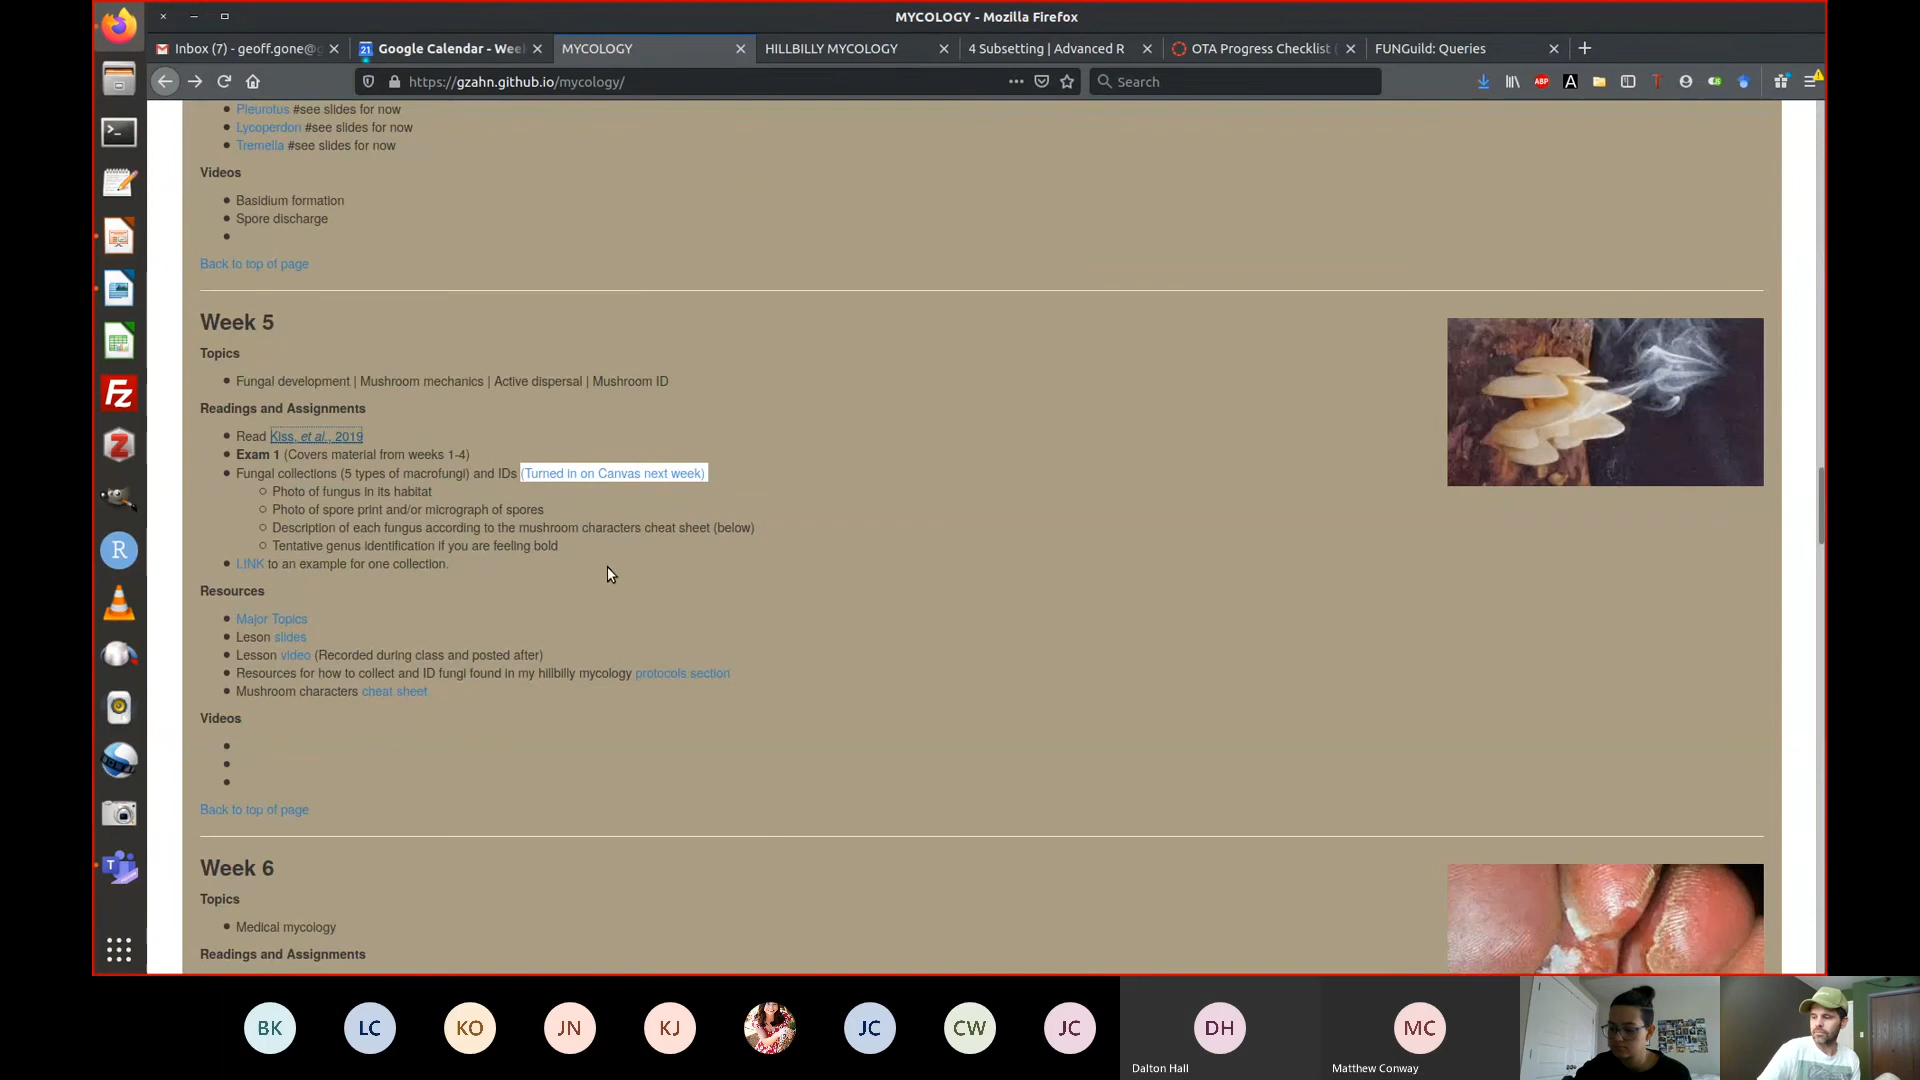 MYCOLOGY - Mozilla Firefox
Inbox (7) - geoff.gone@g
21 Google Calendar - Wee
MYCOLOGY
HILLBILLY MYCOLOGY
4 Subsetting | Advanced R
OTA Progress Checklist (
FUNGuild: Queries
https://gzahn.github.io/mycology/
Search
ABP
A
T
Pleurotus #see slides for now
Lycoperdon #see slides for now
Tremella #see slides for now
Videos
Basidium formation
Spore discharge
Back to top of page
Week 5
Topics
Fungal development | Mushroom mechanics | Active dispersal | Mushroom ID
Readings and Assignments
Read Kiss, et al., 2019
Exam 1 (Covers material from weeks 1-4)
Fungal collections (5 types of macrofungi) and IDs (Turned in on Canvas next week)
Photo of fungus in its habitat
Photo of spore print and/or micrograph of spores
Description of each fungus according to the mushroom characters cheat sheet (below)
Tentative genus identification if you are feeling bold
LINK to an example for one collection.
Resources
Major Topics
Leson slides
Lesson video (Recorded during class and posted after)
Resources for how to collect and ID fungi found in my hillbilly mycology protocols section
Mushroom characters cheat sheet
Videos
Back to top of page
Week 6
Topics
Medical mycology
Readings and Assignments
Fz
Z
R
T
BK
LC
KO
JN
KJ
JC
CW
JC
DH
MC
Dalton Hall
Matthew Conway